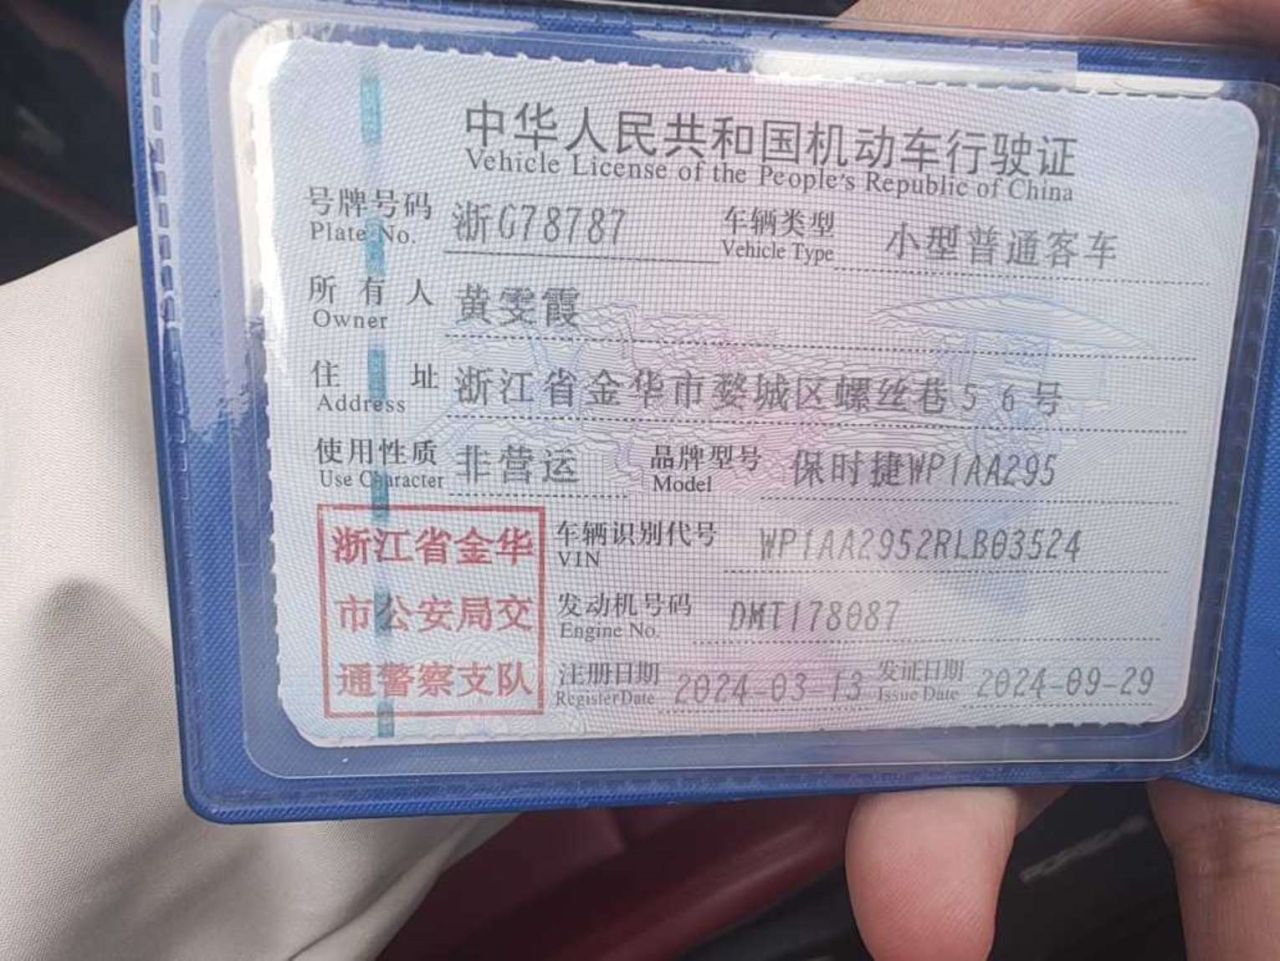 中华人民共和国机动车行驶证
Vehicle License of the People's Republic of China
号牌号码 浙G78787 车辆类型 小型普通客车
Plate No. Vehicle Type
所有人 黄雯霞
Owner
住址 浙江省金华市婺城区螺丝巷56号
Address
使用性质 非营运 品牌型号 保时捷WP1AA295
Use Character Model
浙江省金华
市公安局交
通警察支队
车辆识别代号 WP1AA2952RLB03524
VIN
发动机号码 DMT178087
Engine No.
注册日期 2024-03-13 发证日期 2024-09-29
Register Date Issue Date